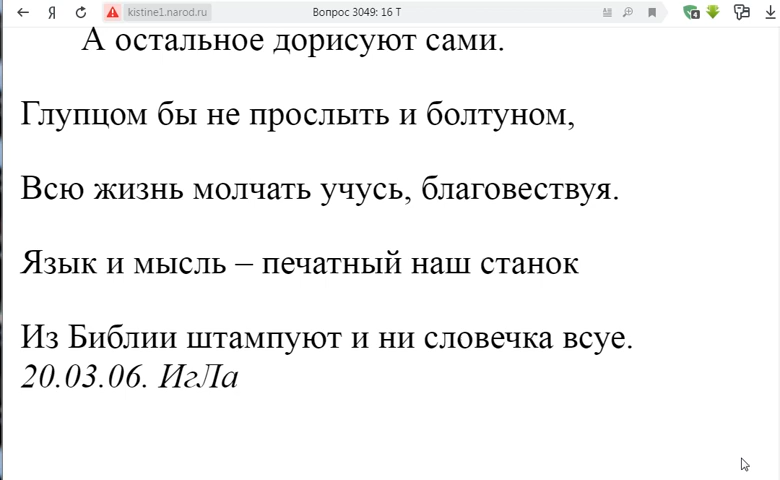 Я kistine1.narod.ru Вопрос 3049: 16 Т 4
А остальное дорисуют сами.
Глупцом бы не прослыть и болтуном,
Всю жизнь молчать учусь, благовествуя.
Язык и мысль – печатный наш станок
Из Библии штампуют и ни словечка всуе.
20.03.06. ИгЛа